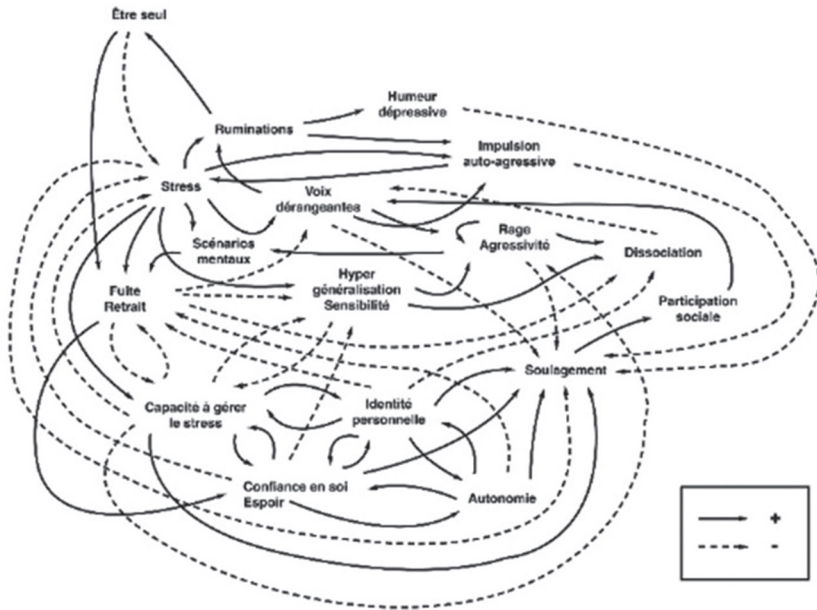 Être seul
Humeur
dépressive
Ruminations
Impulsion
auto-agressive
Stress
Voix
dérangeantes
Rage
Agressivité
Scénarios
mentaux
Dissociation
Hyper
généralisation
Sensibilité
Fuite
Retrait
Participation
sociale
Soulagement
Capacité à gérer
le stress
Identité
personnelle
Confiance en soi
Espoir
Autonomie
+
-